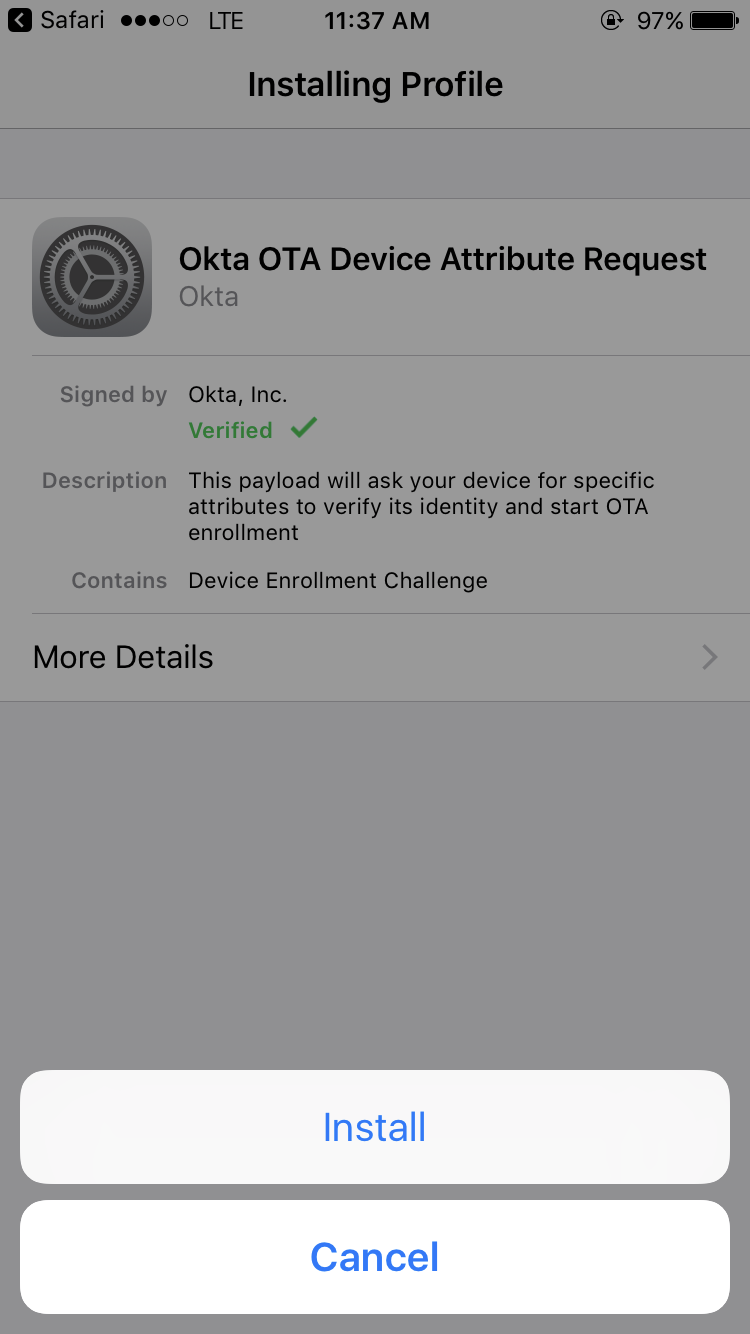 Safari LTE 11:37 AM 97%
Installing Profile
Okta OTA Device Attribute Request
Okta
Signed by Okta, Inc.
Verified
Description This payload will ask your device for specific
attributes to verify its identity and start OTA
enrollment
Contains Device Enrollment Challenge
More Details
Install
Cancel